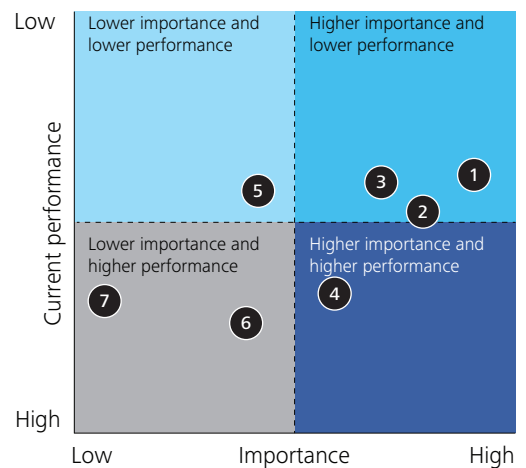 Low
Lower importance and
lower performance
Higher importance and
lower performance
1
3
5
2
Current performance
Lower importance and
higher performance
Higher importance and
higher performance
4
7
6
High
Low
Importance
High